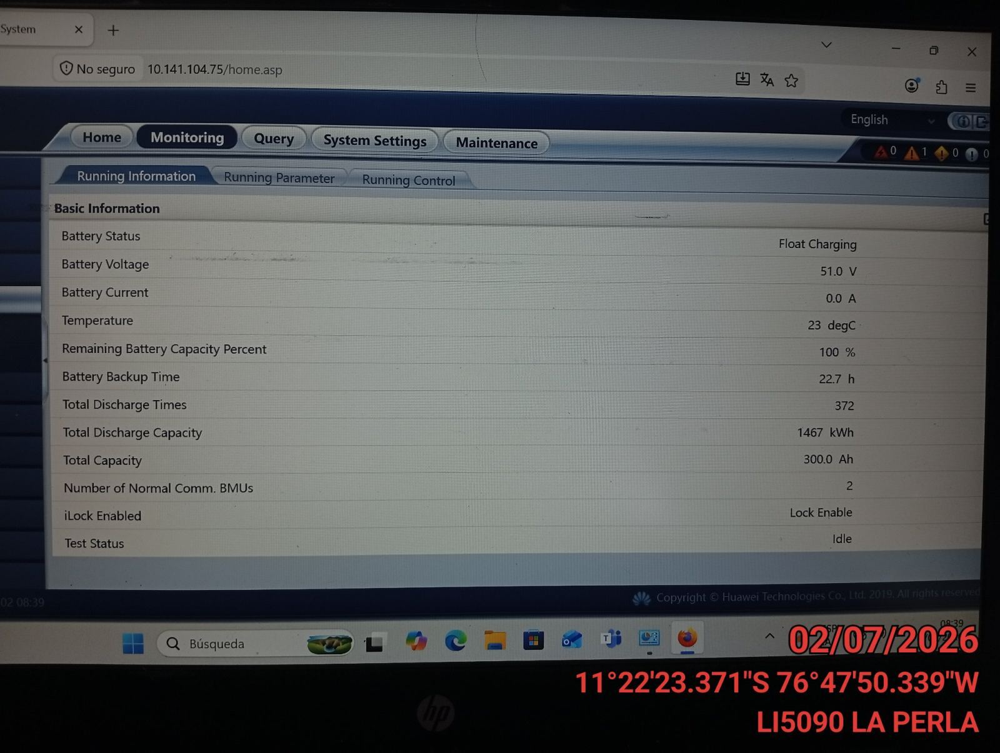 System
No seguro 10.141.104.75/home.asp
English
Home Monitoring Query System Settings Maintenance
0 1 0 0
Running Information Running Parameter Running Control
Basic Information
Battery Status Float Charging
Battery Voltage 51.0 V
Battery Current 0.0 A
Temperature 23 degC
Remaining Battery Capacity Percent 100 %
Battery Backup Time 22.7 h
Total Discharge Times 372
Total Discharge Capacity 1467 kWh
Total Capacity 300.0 Ah
Number of Normal Comm. BMUs 2
iLock Enabled Lock Enable
Test Status Idle
02 08:39
Copyright © Huawei Technologies Co., Ltd. 2019. All rights reserved
Búsqueda
08:39
02/07/2026
11°22'23.371"S 76°47'50.339"W
LI5090 LA PERLA
hp